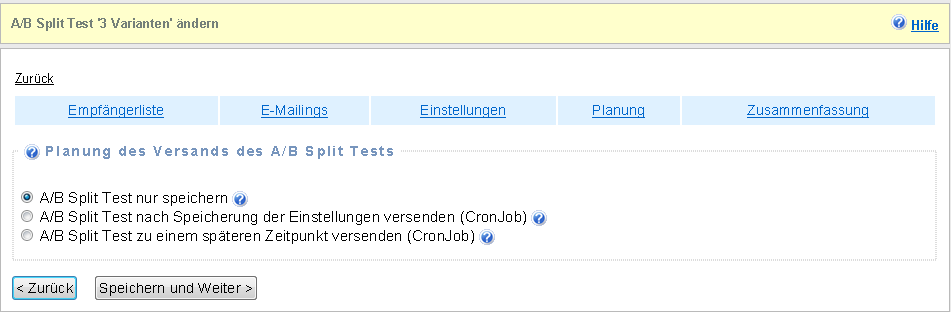 A/B Split Test '3 Varianten' ändern
Hilfe
Zurück
Empfängerliste E-Mailings Einstellungen Planung Zusammenfassung
Planung des Versands des A/B Split Tests
A/B Split Test nur speichern
A/B Split Test nach Speicherung der Einstellungen versenden (CronJob)
A/B Split Test zu einem späteren Zeitpunkt versenden (CronJob)
< Zurück Speichern und Weiter >